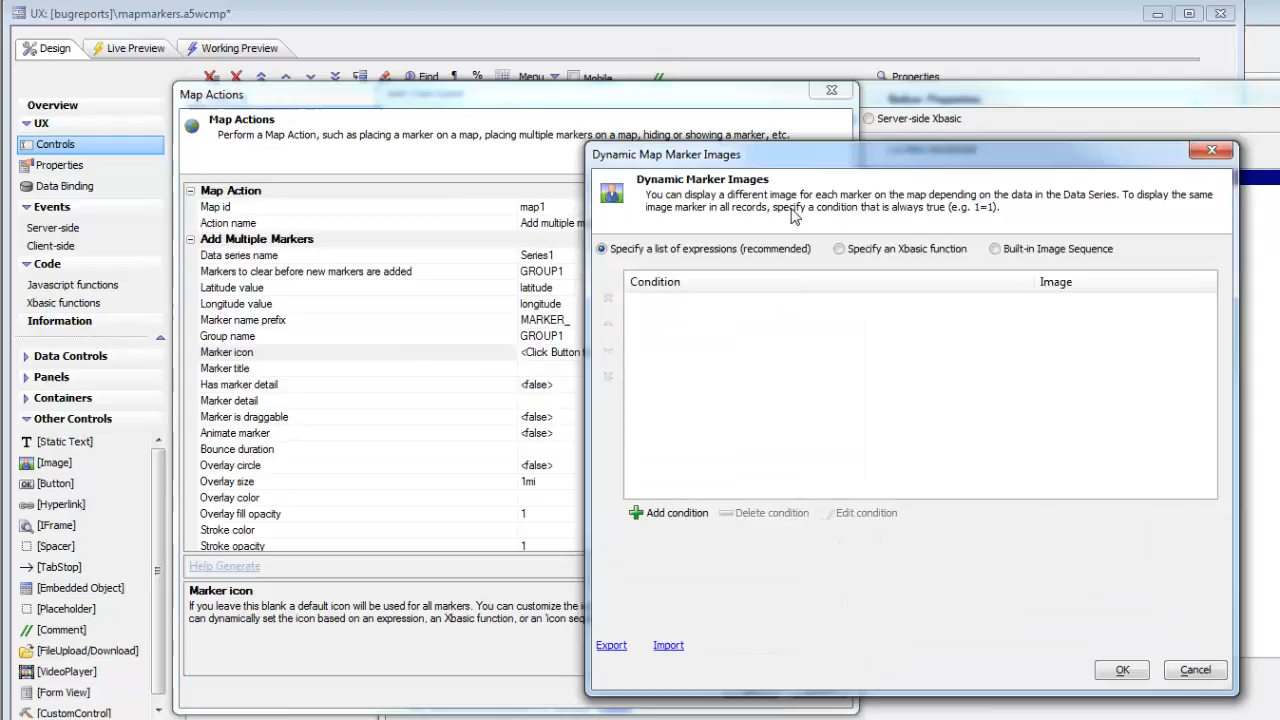 UX: [bugreports]\mapmarkers.a5wcmp*
Design
Live Preview
Working Preview
Find
%
Menu
Mobile
Properties
Overview
UX
Controls
Properties
Data Binding
Events
Server-side
Client-side
Code
Javascript functions
Xbasic functions
Information
Data Controls
Panels
Containers
Other Controls
[Static Text]
[Image]
[Button]
[Hyperlink]
[IFrame]
[Spacer]
[TabStop]
[Embedded Object]
[Placeholder]
[Comment]
[FileUpload/Download]
[VideoPlayer]
[Form View]
[CustomControl]
Map Actions
Map Actions
Perform a Map Action, such as placing a marker on a map, placing multiple markers on a map, hiding or showing a marker, etc.
Map Action
Map id map1
Action name Add multiple m
Add Multiple Markers
Data series name Series1
Markers to clear before new markers are added GROUP1
Latitude value latitude
Longitude value longitude
Marker name prefix MARKER_
Group name GROUP1
Marker icon <Click Button
Marker title
Has marker detail <false>
Marker detail
Marker is draggable <false>
Animate marker <false>
Bounce duration
Overlay circle <false>
Overlay size 1mi
Overlay color
Overlay fill opacity 1
Stroke color
Stroke opacity 1
Help Generate
Marker icon
If you leave this blank a default icon will be used for all markers. You can customize the
can dynamically set the icon based on an expression, an Xbasic function, or an 'icon seq
Server-side Xbasic
Dynamic Map Marker Images
Dynamic Marker Images
You can display a different image for each marker on the map depending on the data in the Data Series. To display the same
image marker in all records, specify a condition that is always true (e.g. 1=1).
Specify a list of expressions (recommended)
Specify an Xbasic function
Built-in Image Sequence
Condition
Image
Add condition
Delete condition
Edit condition
Export
Import
OK
Cancel